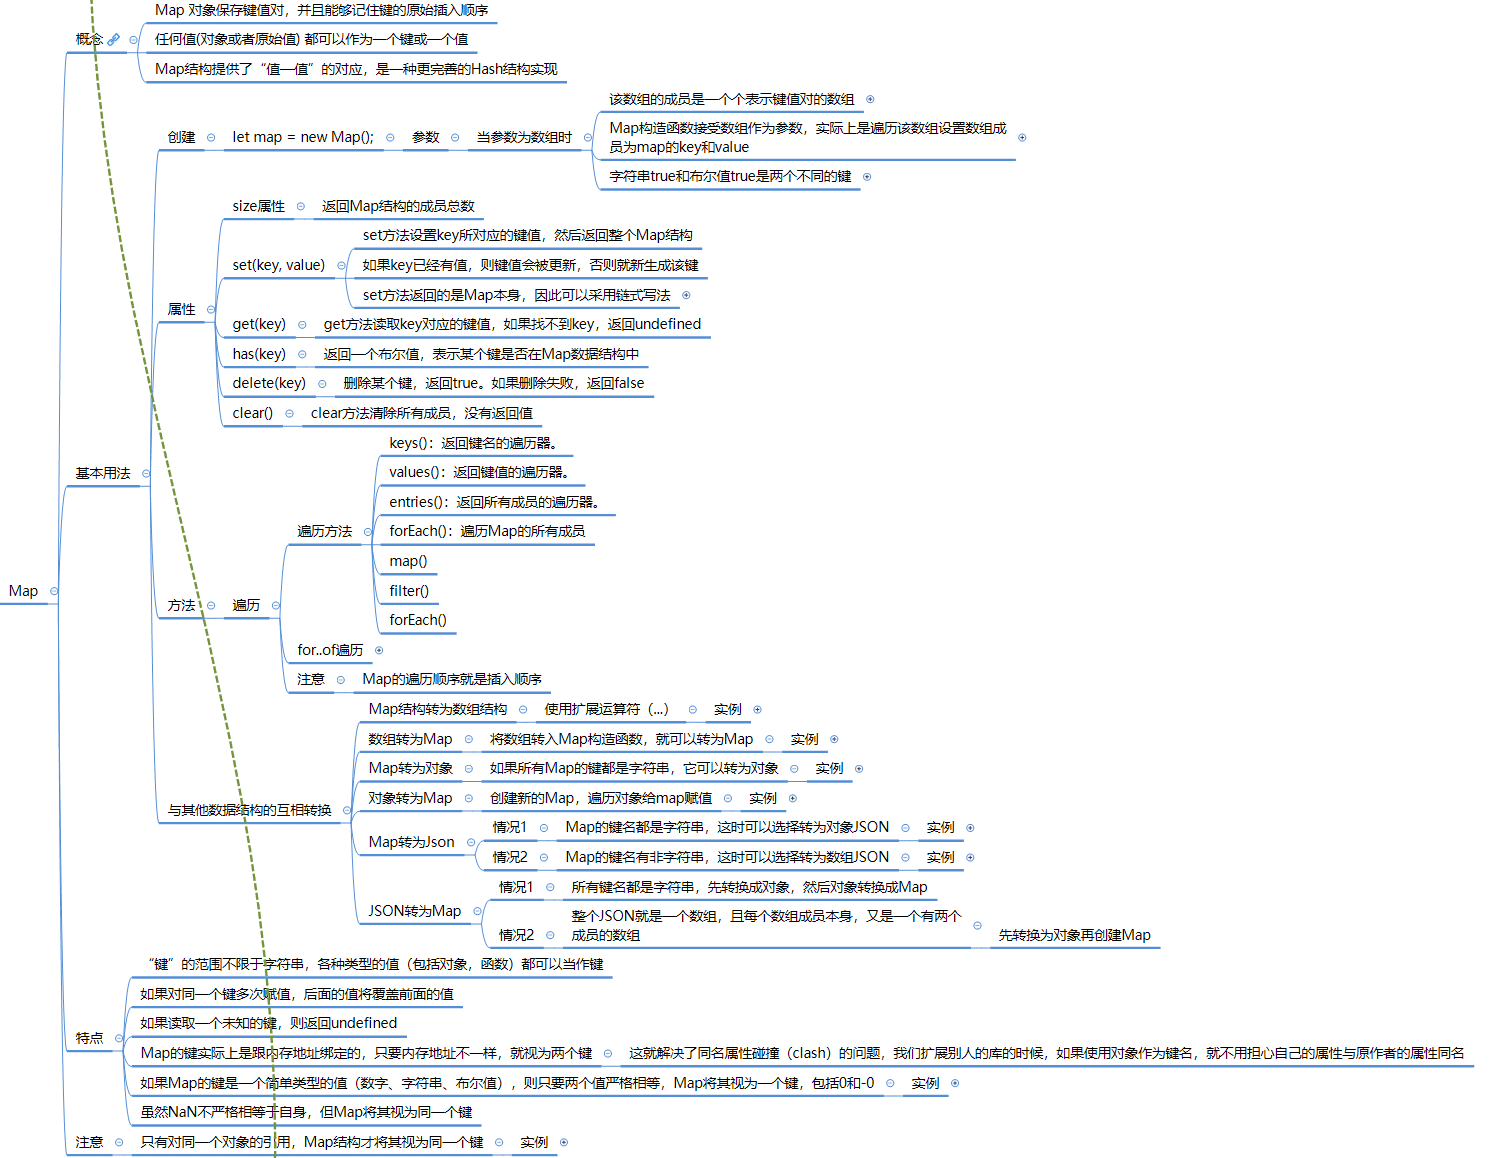 Map
概念
Map 对象保存键值对，并且能够记住键的原始插入顺序
任何值(对象或者原始值) 都可以作为一个键或一个值
Map结构提供了“值—值”的对应，是一种更完善的Hash结构实现
基本用法
创建
let map = new Map();
参数
当参数为数组时
该数组的成员是一个个表示键值对的数组
Map构造函数接受数组作为参数，实际上是遍历该数组设置数组成
员为map的key和value
字符串true和布尔值true是两个不同的键
属性
size属性
返回Map结构的成员总数
set(key, value)
set方法设置key所对应的键值，然后返回整个Map结构
如果key已经有值，则键值会被更新，否则就新生成该键
set方法返回的是Map本身，因此可以采用链式写法
get(key)
get方法读取key对应的键值，如果找不到key，返回undefined
has(key)
返回一个布尔值，表示某个键是否在Map数据结构中
delete(key)
删除某个键，返回true。如果删除失败，返回false
clear()
clear方法清除所有成员，没有返回值
方法
遍历
遍历方法
keys()：返回键名的遍历器。
values()：返回键值的遍历器。
entries()：返回所有成员的遍历器。
forEach()：遍历Map的所有成员
map()
filter()
forEach()
for..of遍历
注意
Map的遍历顺序就是插入顺序
与其他数据结构的互相转换
Map结构转为数组结构
使用扩展运算符（...）
实例
数组转为Map
将数组转入Map构造函数，就可以转为Map
实例
Map转为对象
如果所有Map的键都是字符串，它可以转为对象
实例
对象转为Map
创建新的Map，遍历对象给map赋值
实例
Map转为Json
情况1
Map的键名都是字符串，这时可以选择转为对象JSON
实例
情况2
Map的键名有非字符串，这时可以选择转为数组JSON
实例
JSON转为Map
情况1
所有键名都是字符串，先转换成对象，然后对象转换成Map
情况2
整个JSON就是一个数组，且每个数组成员本身，又是一个有两个
成员的数组
先转换为对象再创建Map
特点
“键”的范围不限于字符串，各种类型的值（包括对象，函数）都可以当作键
如果对同一个键多次赋值，后面的值将覆盖前面的值
如果读取一个未知的键，则返回undefined
Map的键实际上是跟内存地址绑定的，只要内存地址不一样，就视为两个键
这就解决了同名属性碰撞（clash）的问题，我们扩展别人的库的时候，如果使用对象作为键名，就不用担心自己的属性与原作者的属性同名
如果Map的键是一个简单类型的值（数字、字符串、布尔值），则只要两个值严格相等，Map将其视为一个键，包括0和-0
实例
虽然NaN不严格相等于自身，但Map将其视为同一个键
注意
只有对同一个对象的引用，Map结构才将其视为同一个键
实例